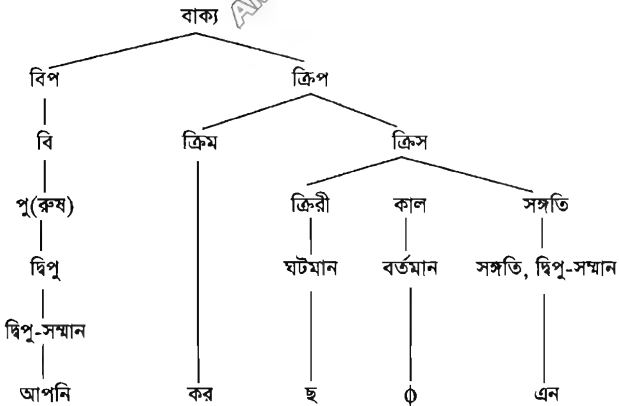 বাক্য
বিপ ক্রিপ
বি ক্রিম ক্রিস
পু(রুষ) ক্রিরী কাল সঙ্গতি
দ্বিপু ঘটমান বর্তমান সঙ্গতি, দ্বিপু-সম্মান
দ্বিপু-সম্মান
আপনি কর ছ ϕ এন